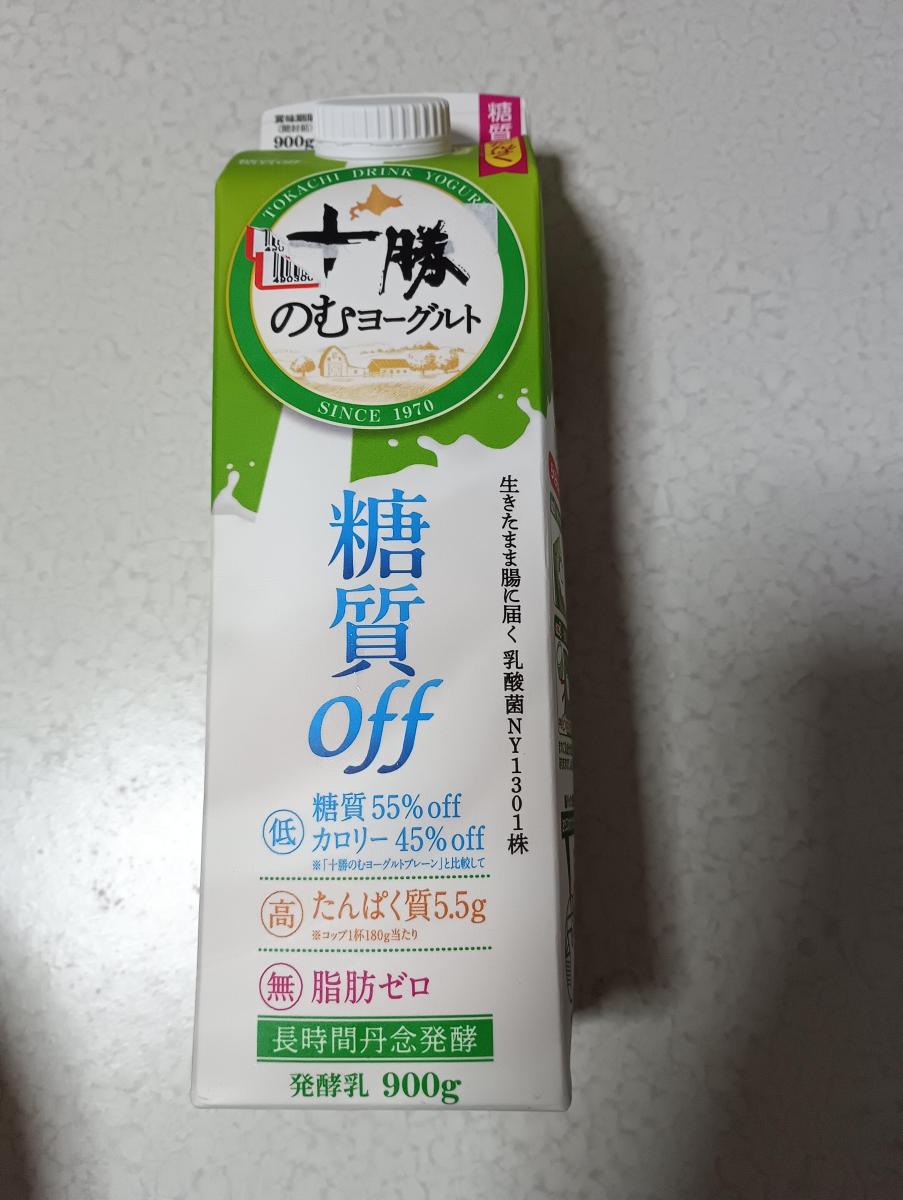 賞味期限
(開封前)
900g
糖質
TOKACHI DRINK YOGUR
十勝
のむヨーグルト
SINCE 1970
糖質
off
生きたまま腸に届く 乳酸菌NY1301株
低
糖質55%off
カロリー45%off
※「十勝のむヨーグルトプレーン」と比較して
高
たんぱく質5.5g
※コップ1杯180g当たり
無
脂肪ゼロ
長時間丹念発酵
発酵乳 900g